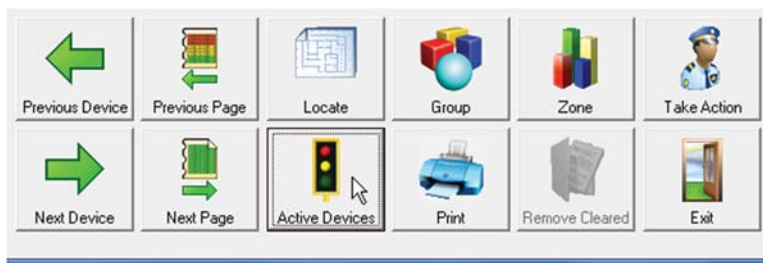 Previous Device
Previous Page
Locate
Group
Zone
Take Action
Next Device
Next Page
Active Devices
Print
Remove Cleared
Exit